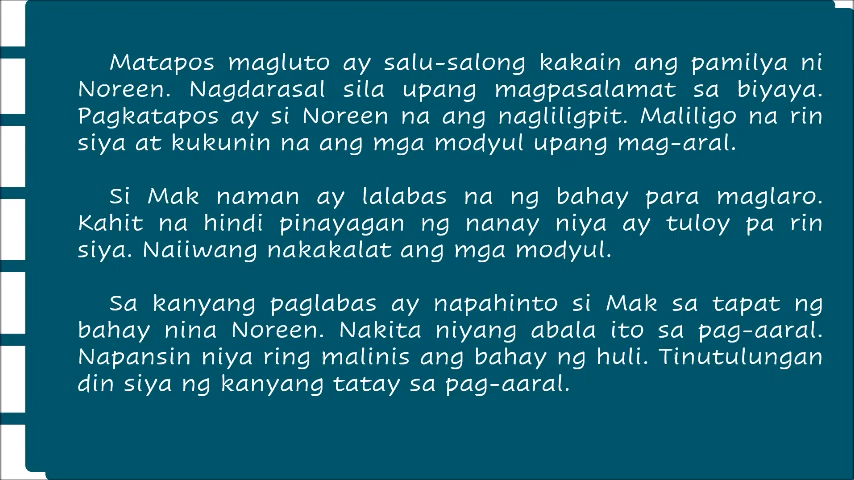 Matapos magluto ay salu-salong kakain ang pamilya ni
Noreen. Nagdarasal sila upang magpasalamat sa biyaya.
Pagkatapos ay si Noreen na ang nagliligpit. Maliligo na rin
siya at kukunin na ang mga modyul upang mag-aral.
Si Mak naman ay lalabas na ng bahay para maglaro.
Kahit na hindi pinayagan ng nanay niya ay tuloy pa rin
siya. Naiiwang nakakalat ang mga modyul.
Sa kanyang paglabas ay napahinto si Mak sa tapat ng
bahay nina Noreen. Nakita niyang abala ito sa pag-aaral.
Napansin niya ring malinis ang bahay ng huli. Tinutulungan
din siya ng kanyang tatay sa pag-aaral.